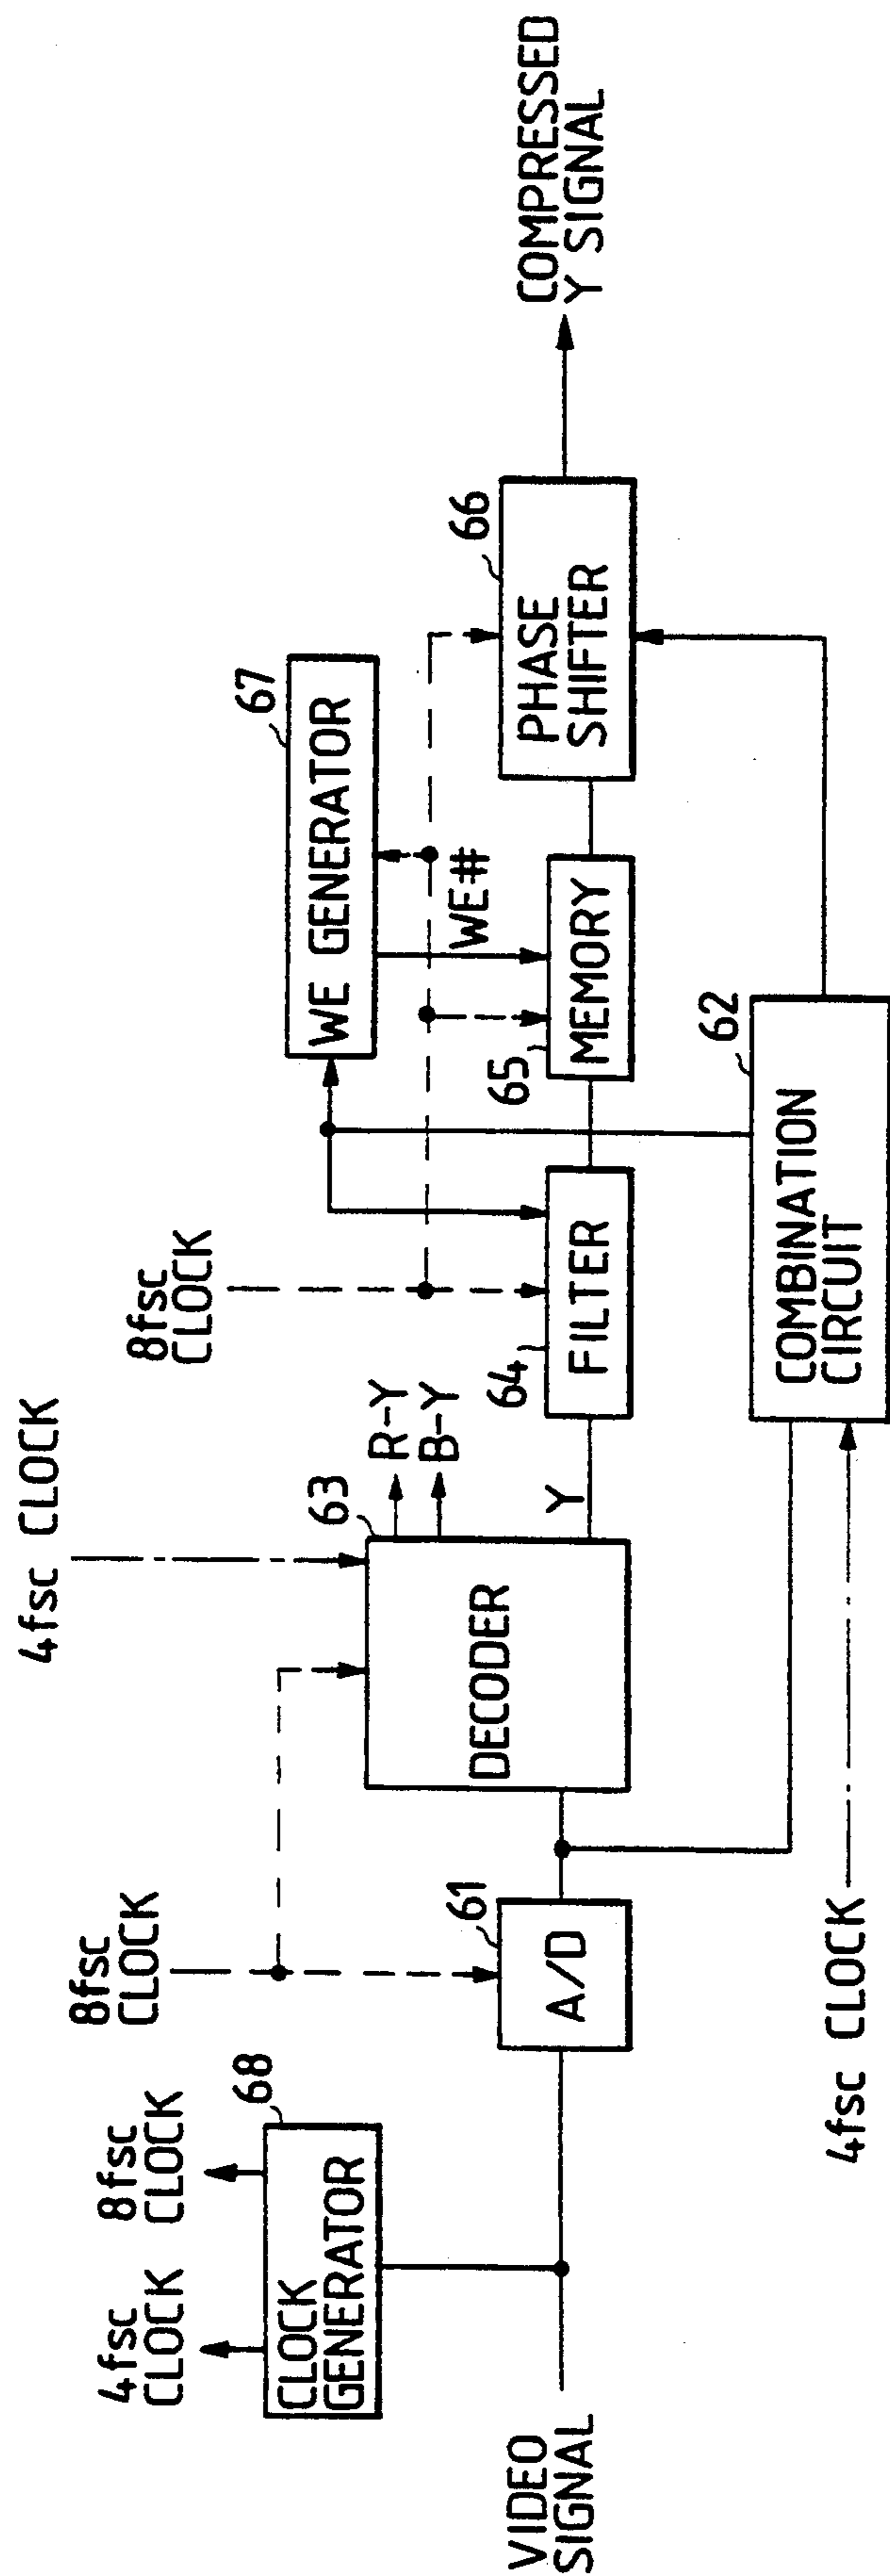 VIDEO
SIGNAL
4fsc
CLOCK
8fsc
CLOCK
CLOCK
GENERATOR
68
8fsc
CLOCK
A/D
61
4fsc CLOCK
DECODER
63
4fsc CLOCK
R-Y
B-Y
Y
8fsc
CLOCK
FILTER
64
COMBINATION
CIRCUIT
62
MEMORY
65
WE#
WE GENERATOR
67
PHASE
SHIFTER
66
COMPRESSED
Y SIGNAL